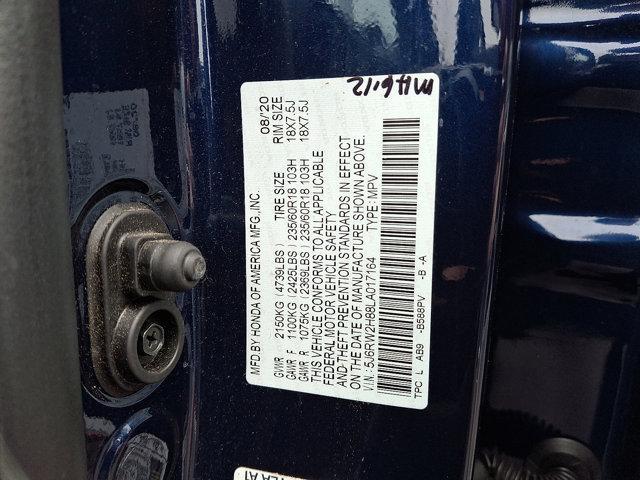 MFD.BY HONDA OF AMERICA MFG.,INC. 08/'20
GVWR 2150KG ( 4739LBS ) TIRE SIZE RIM SIZE
GAWR F 1100KG ( 2425LBS ) 235/60R18 103H 18X7.5J
GAWR R 1075KG ( 2369LBS ) 235/60R18 103H 18X7.5J
THIS VEHICLE CONFORMS TO ALL APPLICABLE
FEDERAL MOTOR VEHICLE SAFETY
AND THEFT PREVENTION STANDARDS IN EFFECT
ON THE DATE OF MANUFACTURE SHOWN ABOVE.
V.I.N.: 5J6RW2H88LA017164 TYPE: MPV
TPC L AB9 -B588PV -B -A